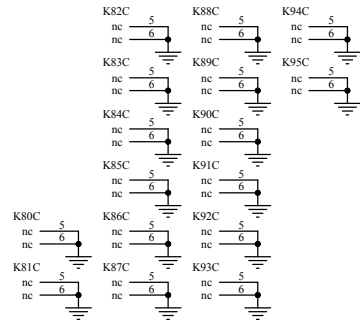 K82C K88C K94C
nc 5 nc 5 nc 5
nc 6 nc 6 nc 6
K83C K89C K95C
nc 5 nc 5 nc 5
nc 6 nc 6 nc 6
K84C K90C
nc 5 nc 5
nc 6 nc 6
K85C K91C
nc 5 nc 5
nc 6 nc 6
K80C K86C K92C
nc 5 nc 5 nc 5
nc 6 nc 6 nc 6
K81C K87C K93C
nc 5 nc 5 nc 5
nc 6 nc 6 nc 6